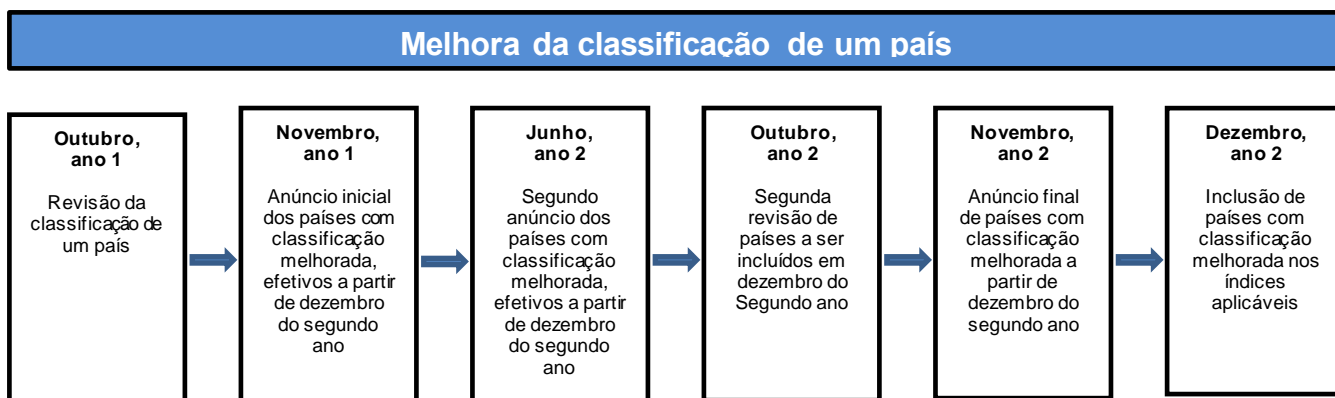 Melhora da classificação de um país
Outubro,
ano 1
Revisão da
classificação de
um país
Novembro,
ano 1
Anúncio inicial
dos países com
classificação
melhorada,
efetivos a partir
de dezembro
do segundo
ano
Junho,
ano 2
Segundo
anúncio dos
países com
classificação
melhorada,
efetivos a partir
de dezembro
do segundo
ano
Outubro,
ano 2
Segunda
revisão de
países a ser
incluídos em
dezembro do
Segundo ano
Novembro,
ano 2
Anúncio final
de países com
classificação
melhorada a
partir de
dezembro do
segundo ano
Dezembro,
ano 2
Inclusão de
países com
classificação
melhorada nos
índices
aplicáveis